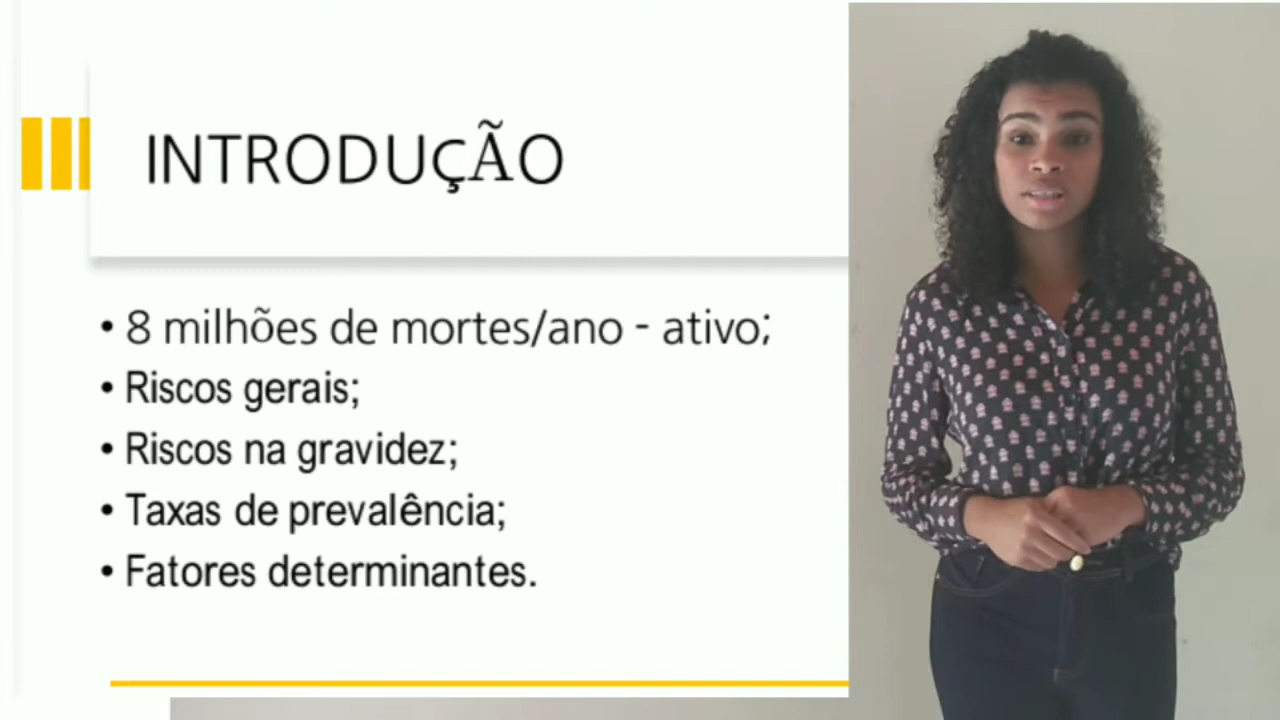 INTRODUÇÃO
• 8 milhões de mortes/ano - ativo;
• Riscos gerais;
• Riscos na gravidez;
• Taxas de prevalência;
• Fatores determinantes.